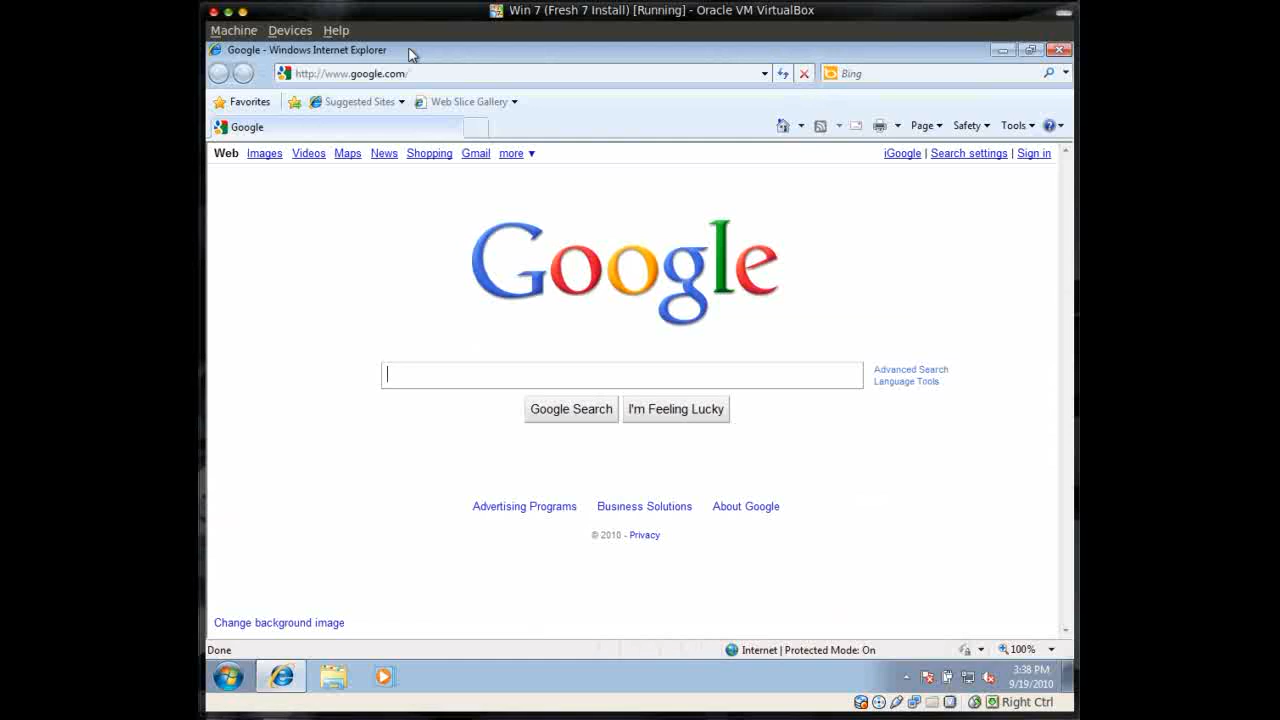 Win 7 (Fresh 7 Install) [Running] - Oracle VM VirtualBox
Machine Devices Help
Google - Windows Internet Explorer
http://www.google.com/ Bing
Favorites Suggested Sites Web Slice Gallery
Google Page Safety Tools
Web Images Videos Maps News Shopping Gmail more ▼ iGoogle | Search settings | Sign in
Google
Advanced Search
Language Tools
Google Search I'm Feeling Lucky
Advertising Programs Business Solutions About Google
© 2010 - Privacy
Change background image
Done Internet | Protected Mode: On 100%
3:38 PM
9/19/2010
Right Ctrl